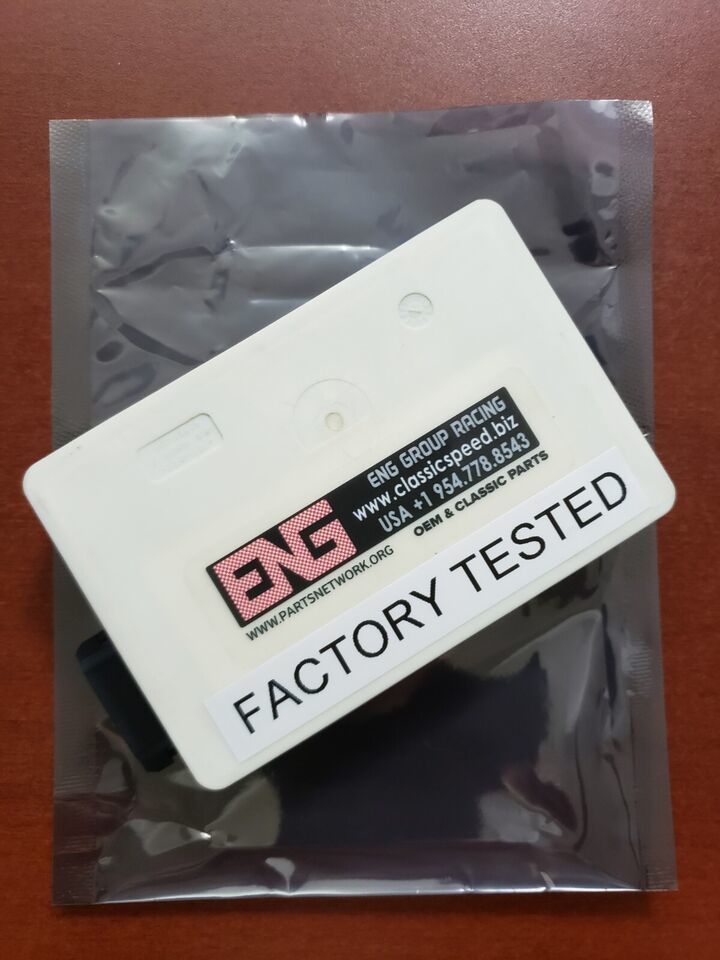 ENG
ENG GROUP RACING
www.classicspeed.biz
USA +1 954.778.8543
WWW.PARTSNETWORK.ORG
OEM & CLASSIC PARTS
FACTORY TESTED